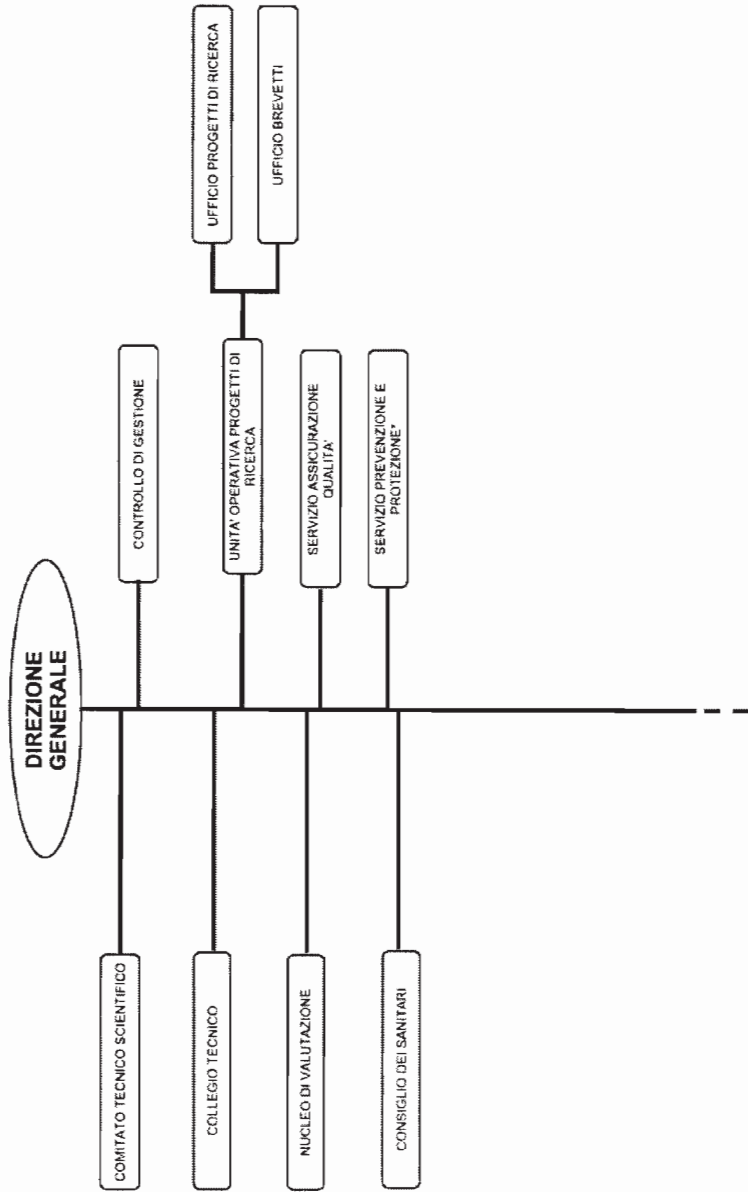 DIREZIONE
GENERALE
COMITATO TECNICO SCIENTIFICO
CONTROLLO DI GESTIONE
COLLEGIO TECNICO
UNITA' OPERATIVA PROGETTI DI
RICERCA
UFFICIO PROGETTI DI RICERCA
UFFICIO BREVETTI
NUCLEO DI VALUTAZIONE
SERVIZIO ASSICURAZIONE
QUALITA'
CONSIGLIO DEI SANITARI
SERVIZIO PREVENZIONE E
PROTEZIONE*